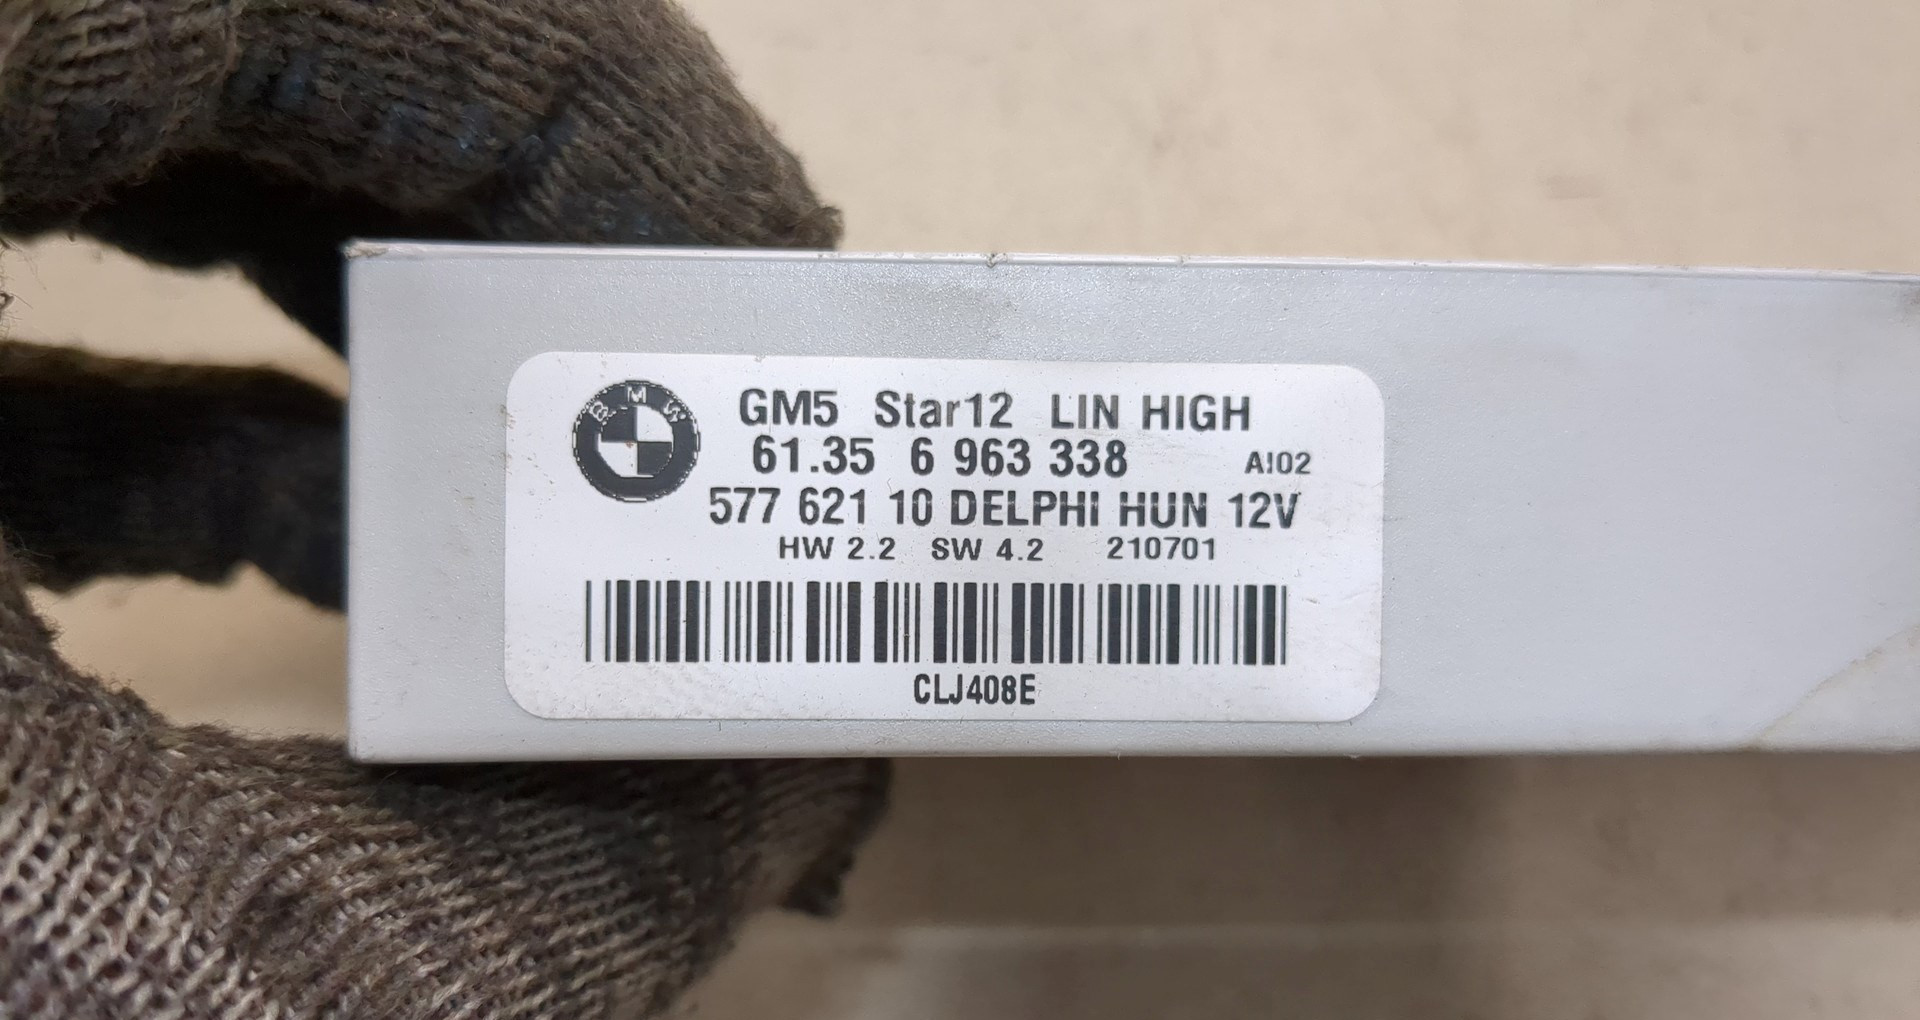 BMS
GM5 Star12 LIN HIGH
61.35 6 963 338 AI02
577 621 10 DELPHI HUN 12V
HW 2.2 SW 4.2 210701
CLJ408E